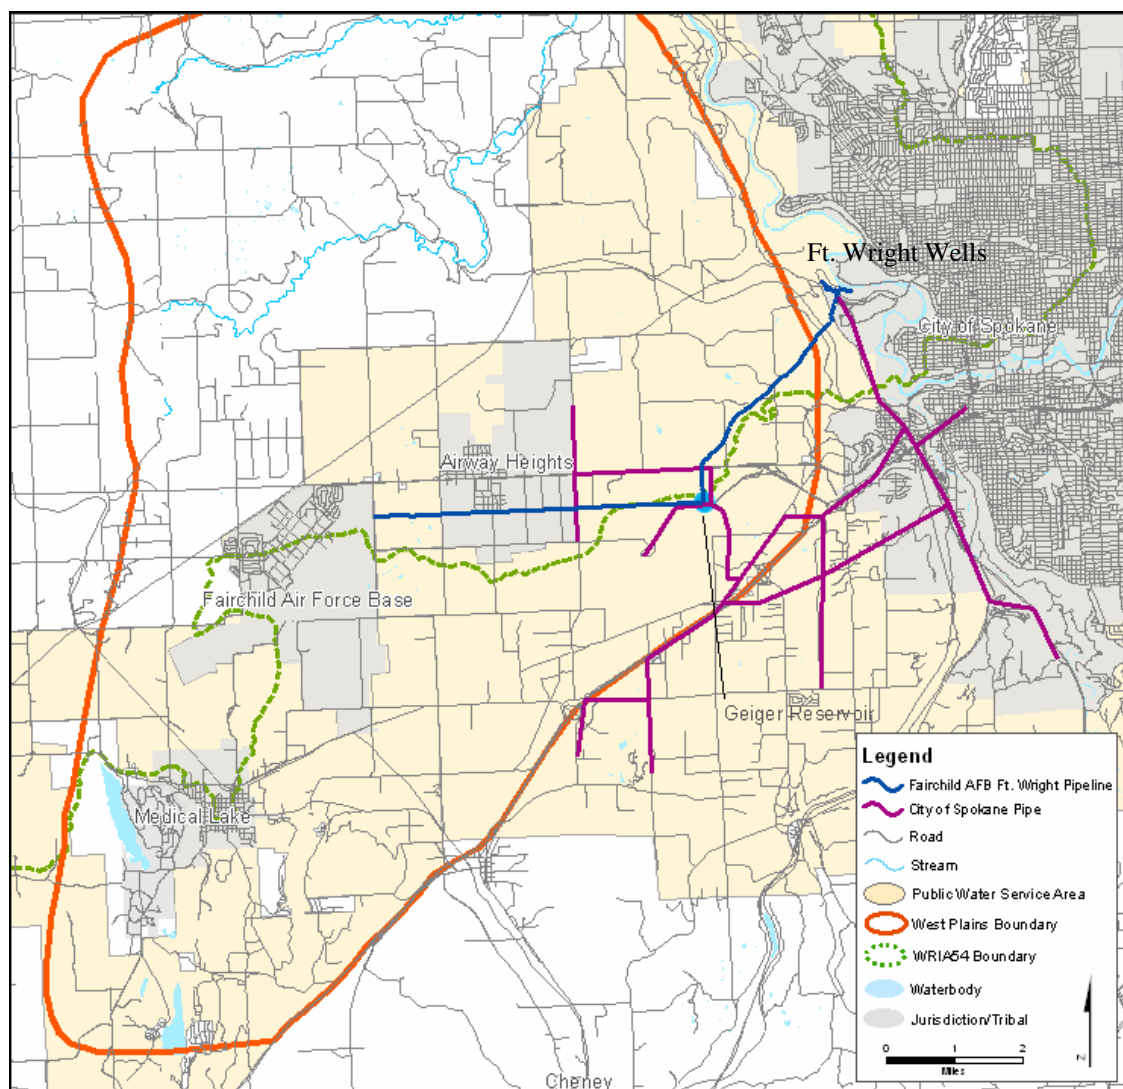 Ft. Wright Wells
City of Spokane
Airway Heights
Fairchild Air Force Base
Geiger Reservoir
Medical Lake
Cheney
Legend
Fairchild AFB Ft. Wright Pipeline
City of Spokane Pipe
Road
Stream
Public Water Service Area
West Plains Boundary
WRIA54 Boundary
Waterbody
Jurisdiction/Tribal
0 1 2
Miles
N